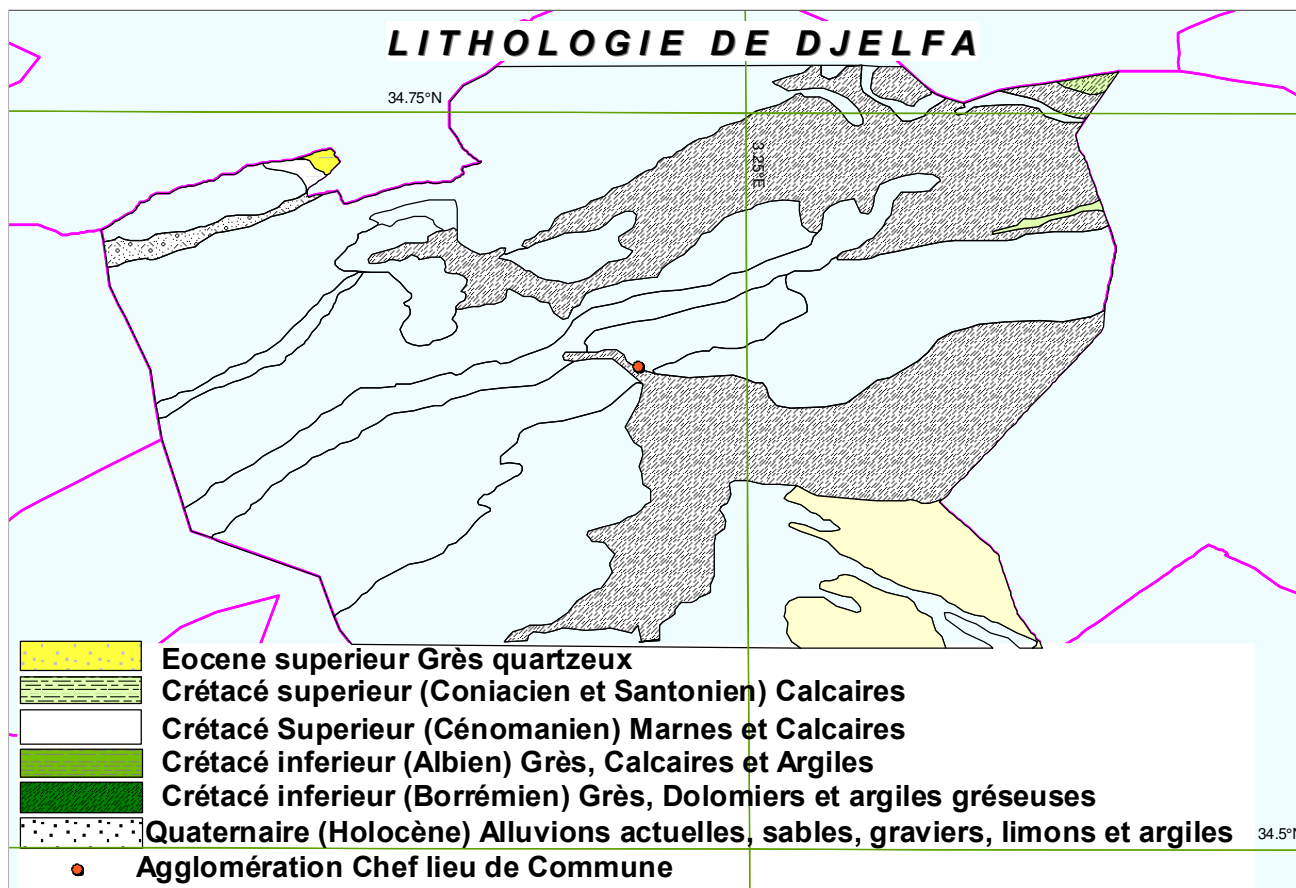 LITHOLOGIE DE DJELFA
34.75°N
3.25°E
Eocene superieur Grès quartzeux
Crétacé superieur (Coniacien et Santonien) Calcaires
Crétacé Superieur (Cénomanien) Marnes et Calcaires
Crétacé inferieur (Albien) Grès, Calcaires et Argiles
Crétacé inferieur (Borrémien) Grès, Dolomiers et argiles gréseuses
Quaternaire (Holocène) Alluvions actuelles, sables, graviers, limons et argiles
34.5°N
Agglomération Chef lieu de Commune